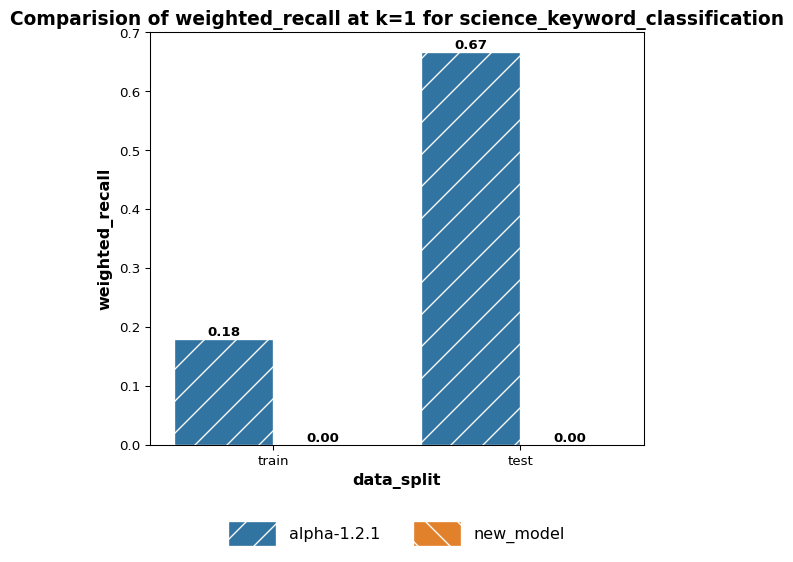 Comparision of weighted_recall at k=1 for science_keyword_classification
0.7
0.6
0.5
0.4
0.3
0.2
0.1
0.0
weighted_recall
0.18
0.00
0.67
0.00
train
test
data_split
alpha-1.2.1
new_model